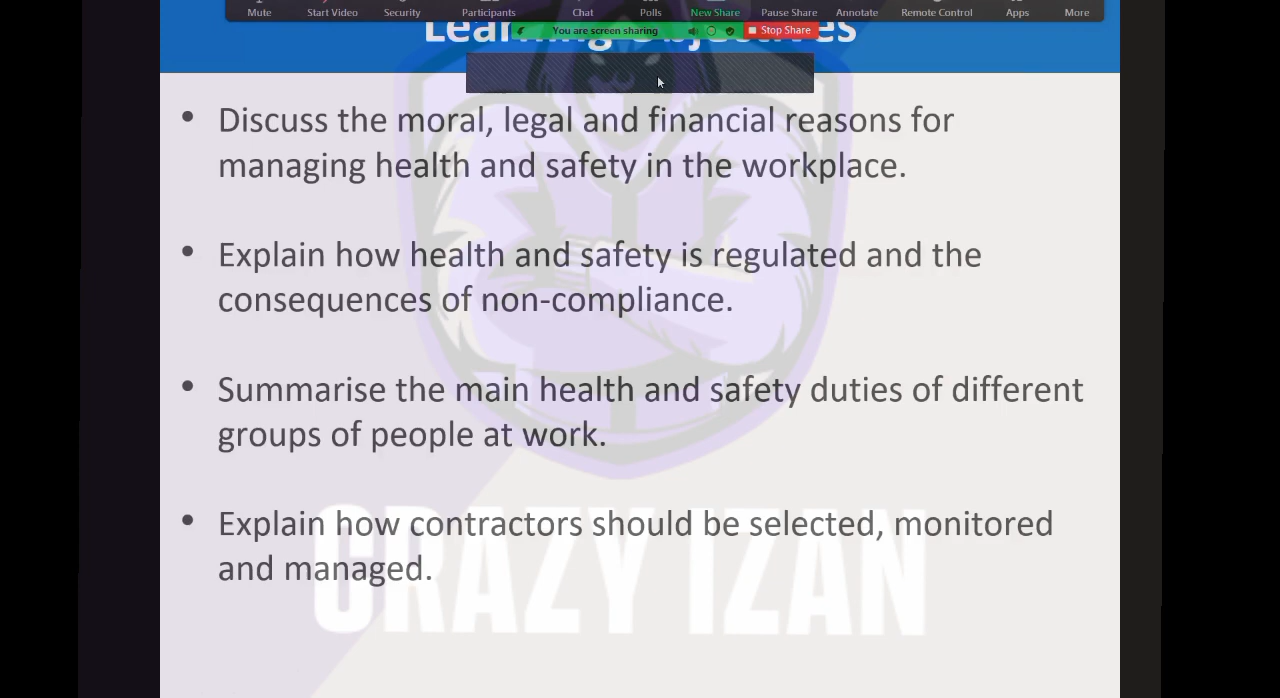 Mute Start Video Security Participants Chat Polls New Share Pause Share Annotate Remote Control Apps More
Learning Objectives
You are screen sharing Stop Share
• Discuss the moral, legal and financial reasons for
managing health and safety in the workplace.
• Explain how health and safety is regulated and the
consequences of non-compliance.
• Summarise the main health and safety duties of different
groups of people at work.
• Explain how contractors should be selected, monitored
and managed.
CRAZY IZAN